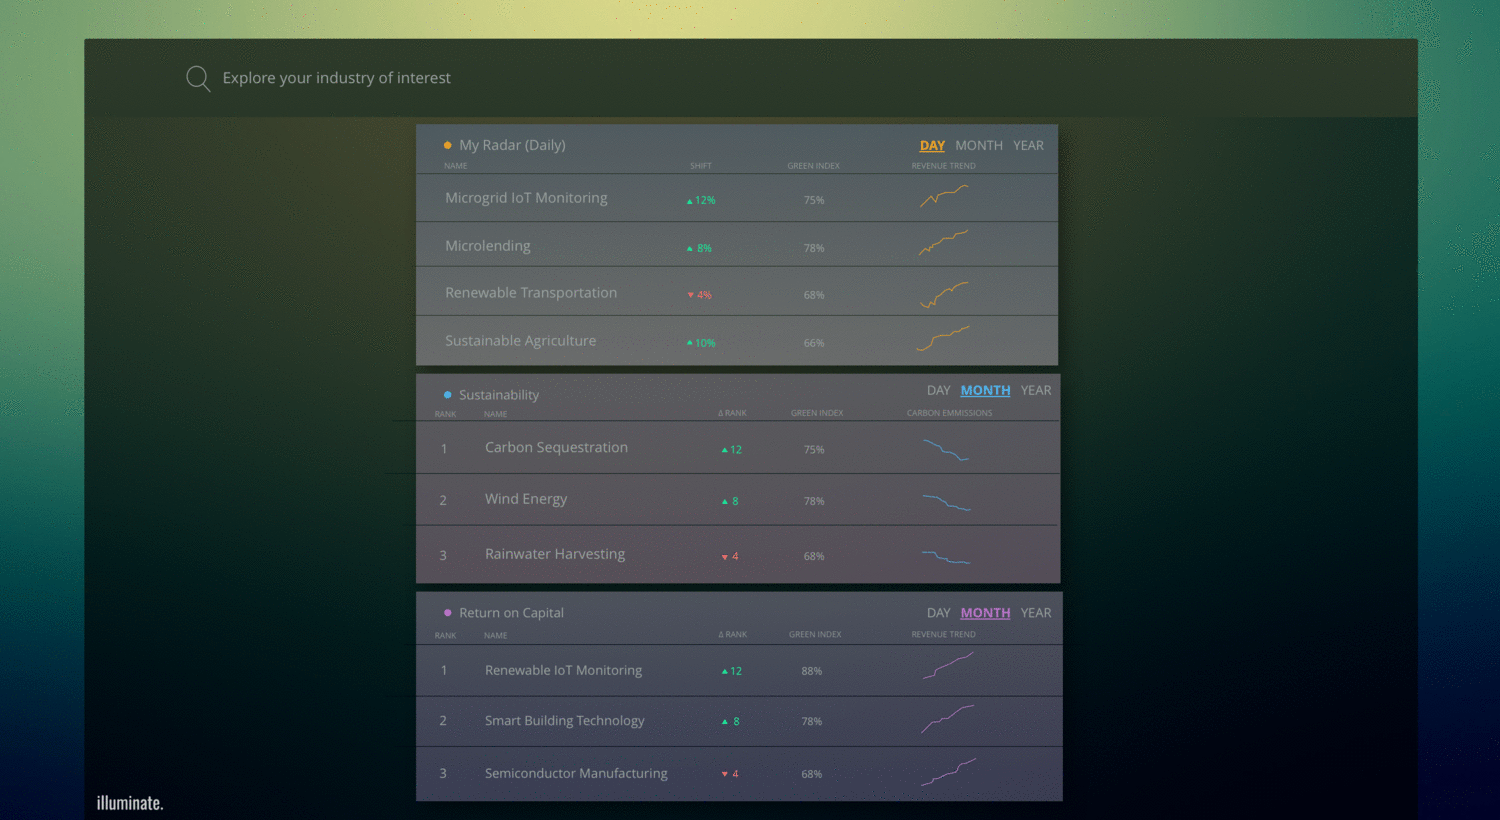 Explore your industry of interest
My Radar (Daily) DAY MONTH YEAR
NAME SHIFT GREEN INDEX REVENUE TREND
Microgrid IoT Monitoring ▲12% 75%
Microlending ▲ 8% 78%
Renewable Transportation ▼ 4% 68%
Sustainable Agriculture ▲10% 66%
Sustainability DAY MONTH YEAR
RANK NAME Δ RANK GREEN INDEX CARBON EMMISSIONS
1 Carbon Sequestration ▲12 75%
2 Wind Energy ▲ 8 78%
3 Rainwater Harvesting ▼ 4 68%
Return on Capital DAY MONTH YEAR
RANK NAME Δ RANK GREEN INDEX REVENUE TREND
1 Renewable IoT Monitoring ▲12 88%
2 Smart Building Technology ▲ 8 78%
3 Semiconductor Manufacturing ▼ 4 68%
illuminate.